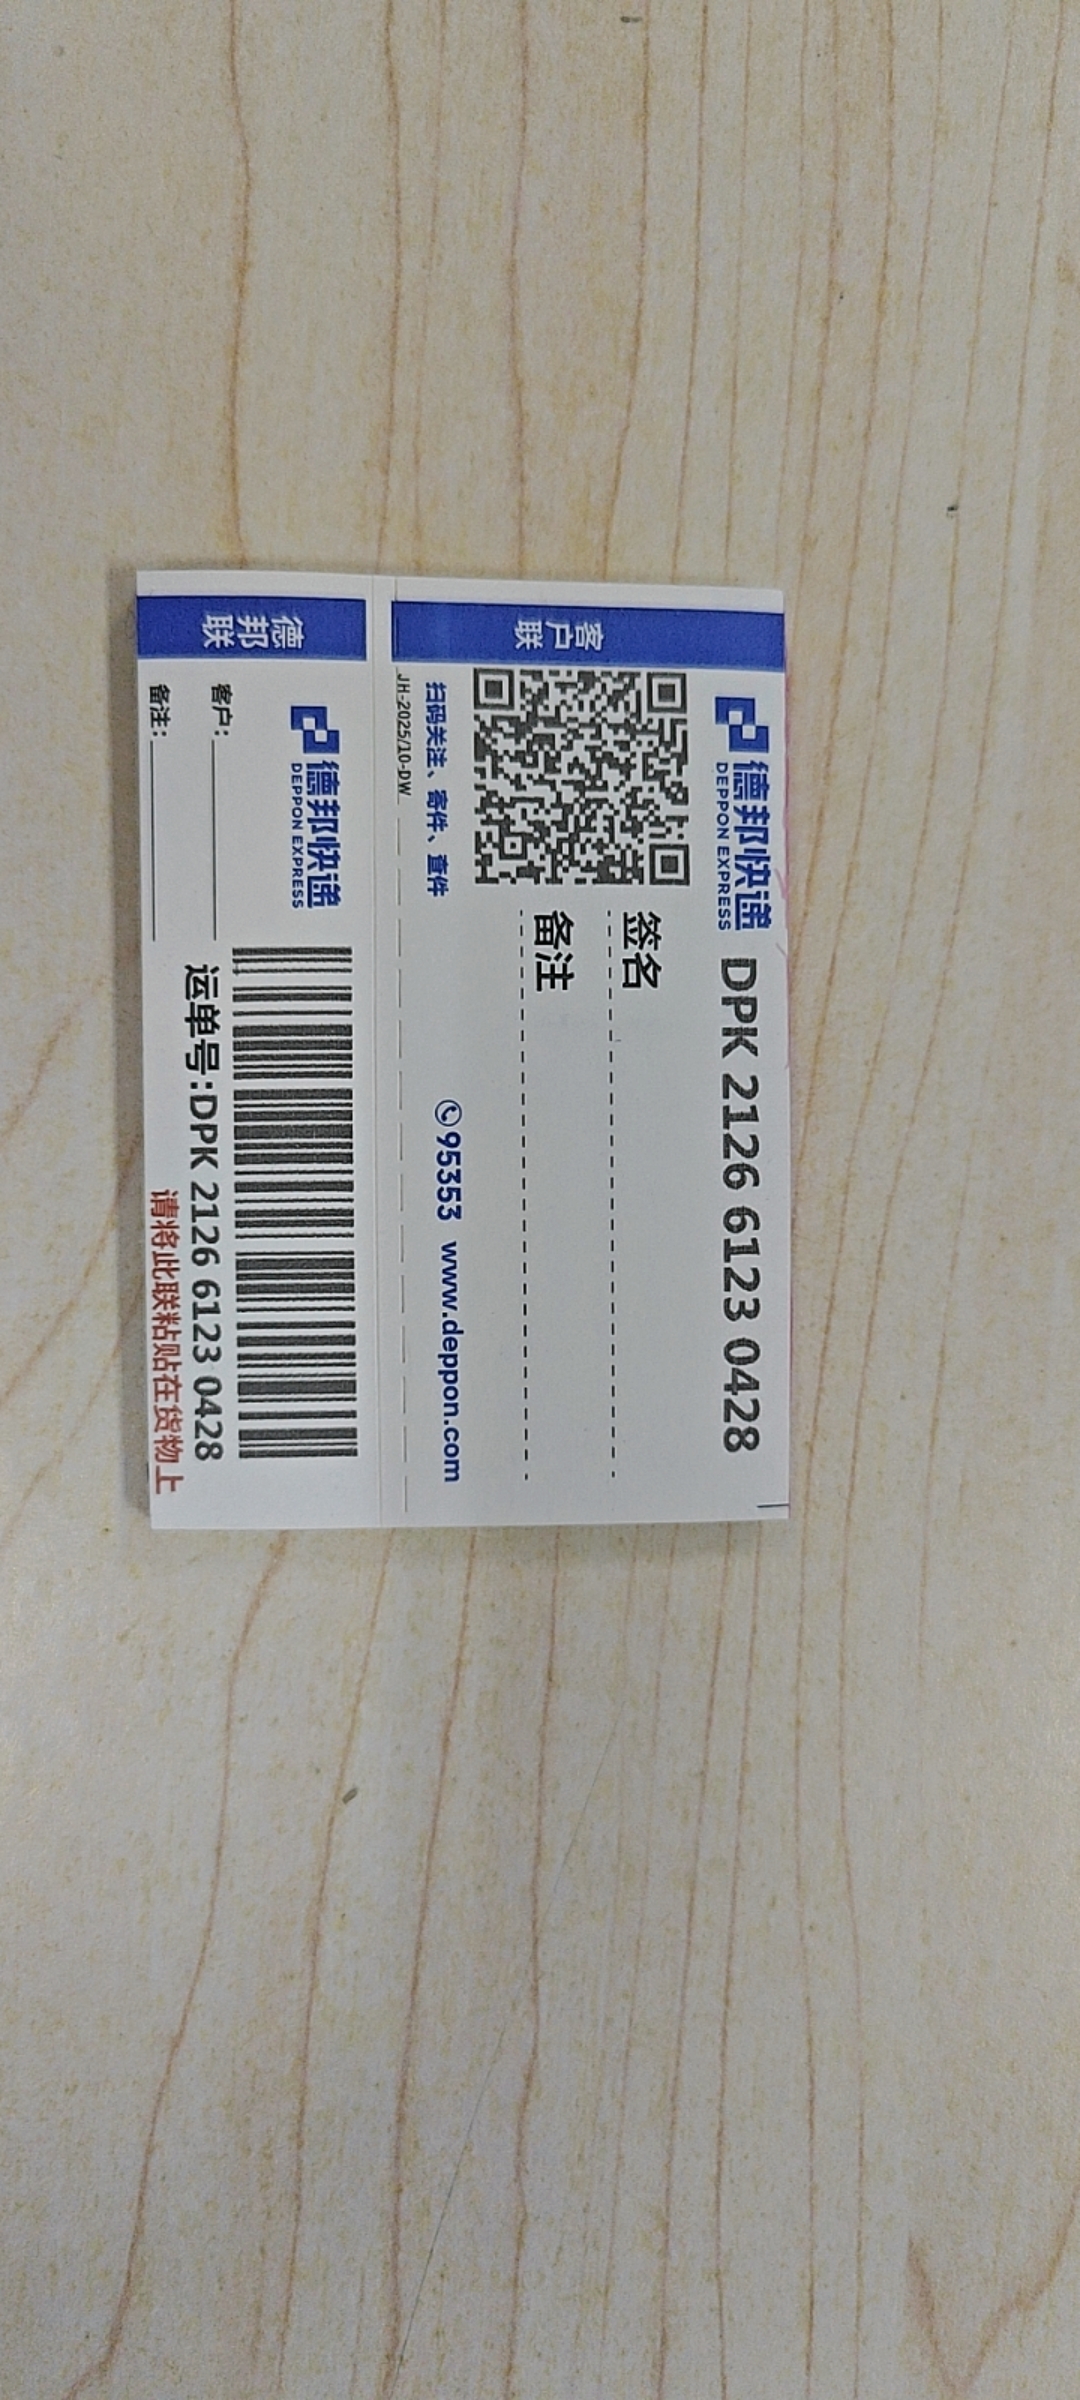 客户联
德邦快递
DEPPON EXPRESS
DPK 2126 6123 0428
签名
备注
扫码关注、寄件、查件
95353 www.deppon.com
JH-2025/10-DW
德邦联
德邦快递
DEPPON EXPRESS
客户:
备注:
运单号:DPK 2126 6123 0428
请将此联粘贴在货物上